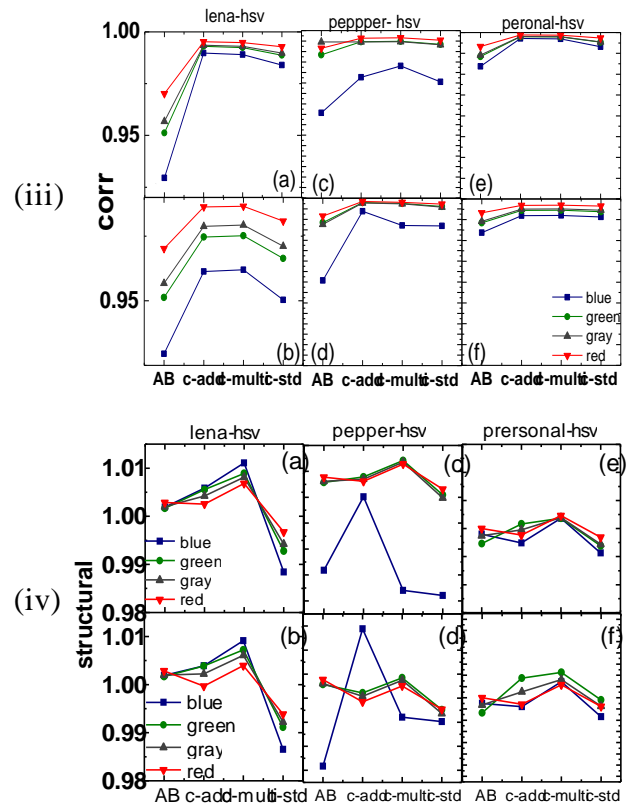 lena-hsv peppper- hsv peronal-hsv
1.00
0.95
(a) (c) (e)
(iii)
corr
0.95
blue
green
gray
red
(b) (d) (f)
AB c-add c-multi c-std AB c-add c-multi c-std AB c-add c-multi c-std
lena-hsv pepper-hsv prersonal-hsv
(a) (c) (e)
1.01
1.00
0.99
0.98
blue
green
gray
red
(iv)
structural
(b) (d) (f)
1.01
1.00
0.99
0.98
blue
green
gray
red
AB c-add c-multi c-std AB c-add c-multi c-std AB c-add c-multi c-std